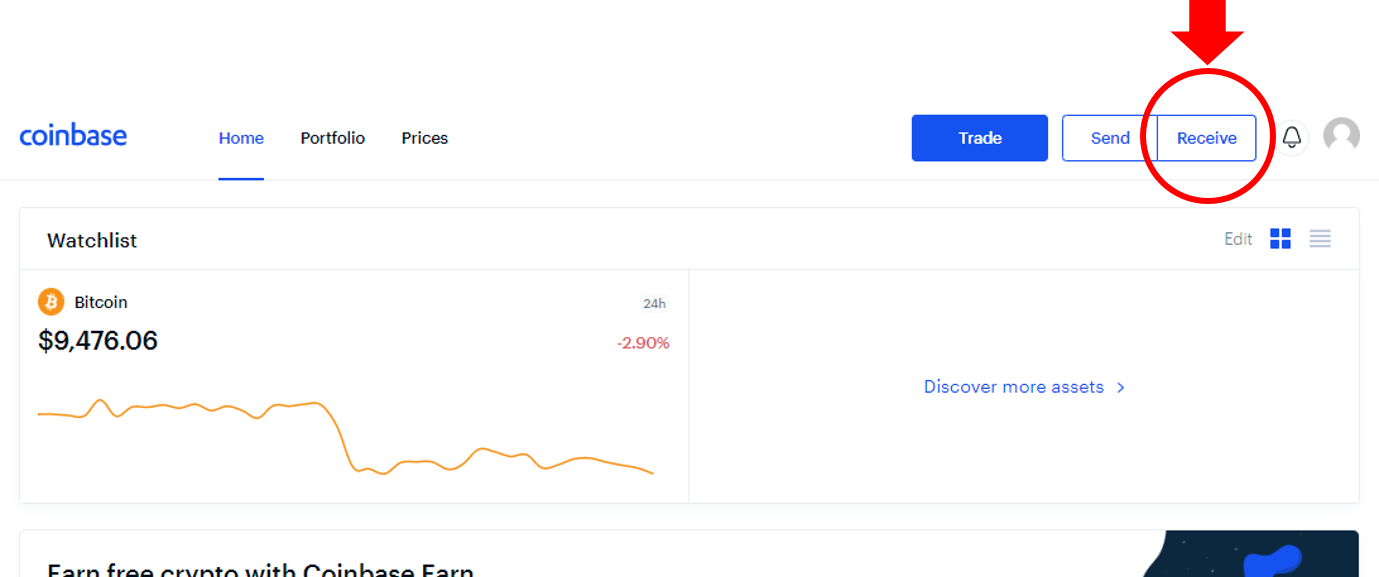 coinbase Home Portfolio Prices Trade Send Receive
Watchlist Edit
Bitcoin 24h
$9,476.06 -2.90%
Discover more assets
Earn free crypto with Coinbase Earn